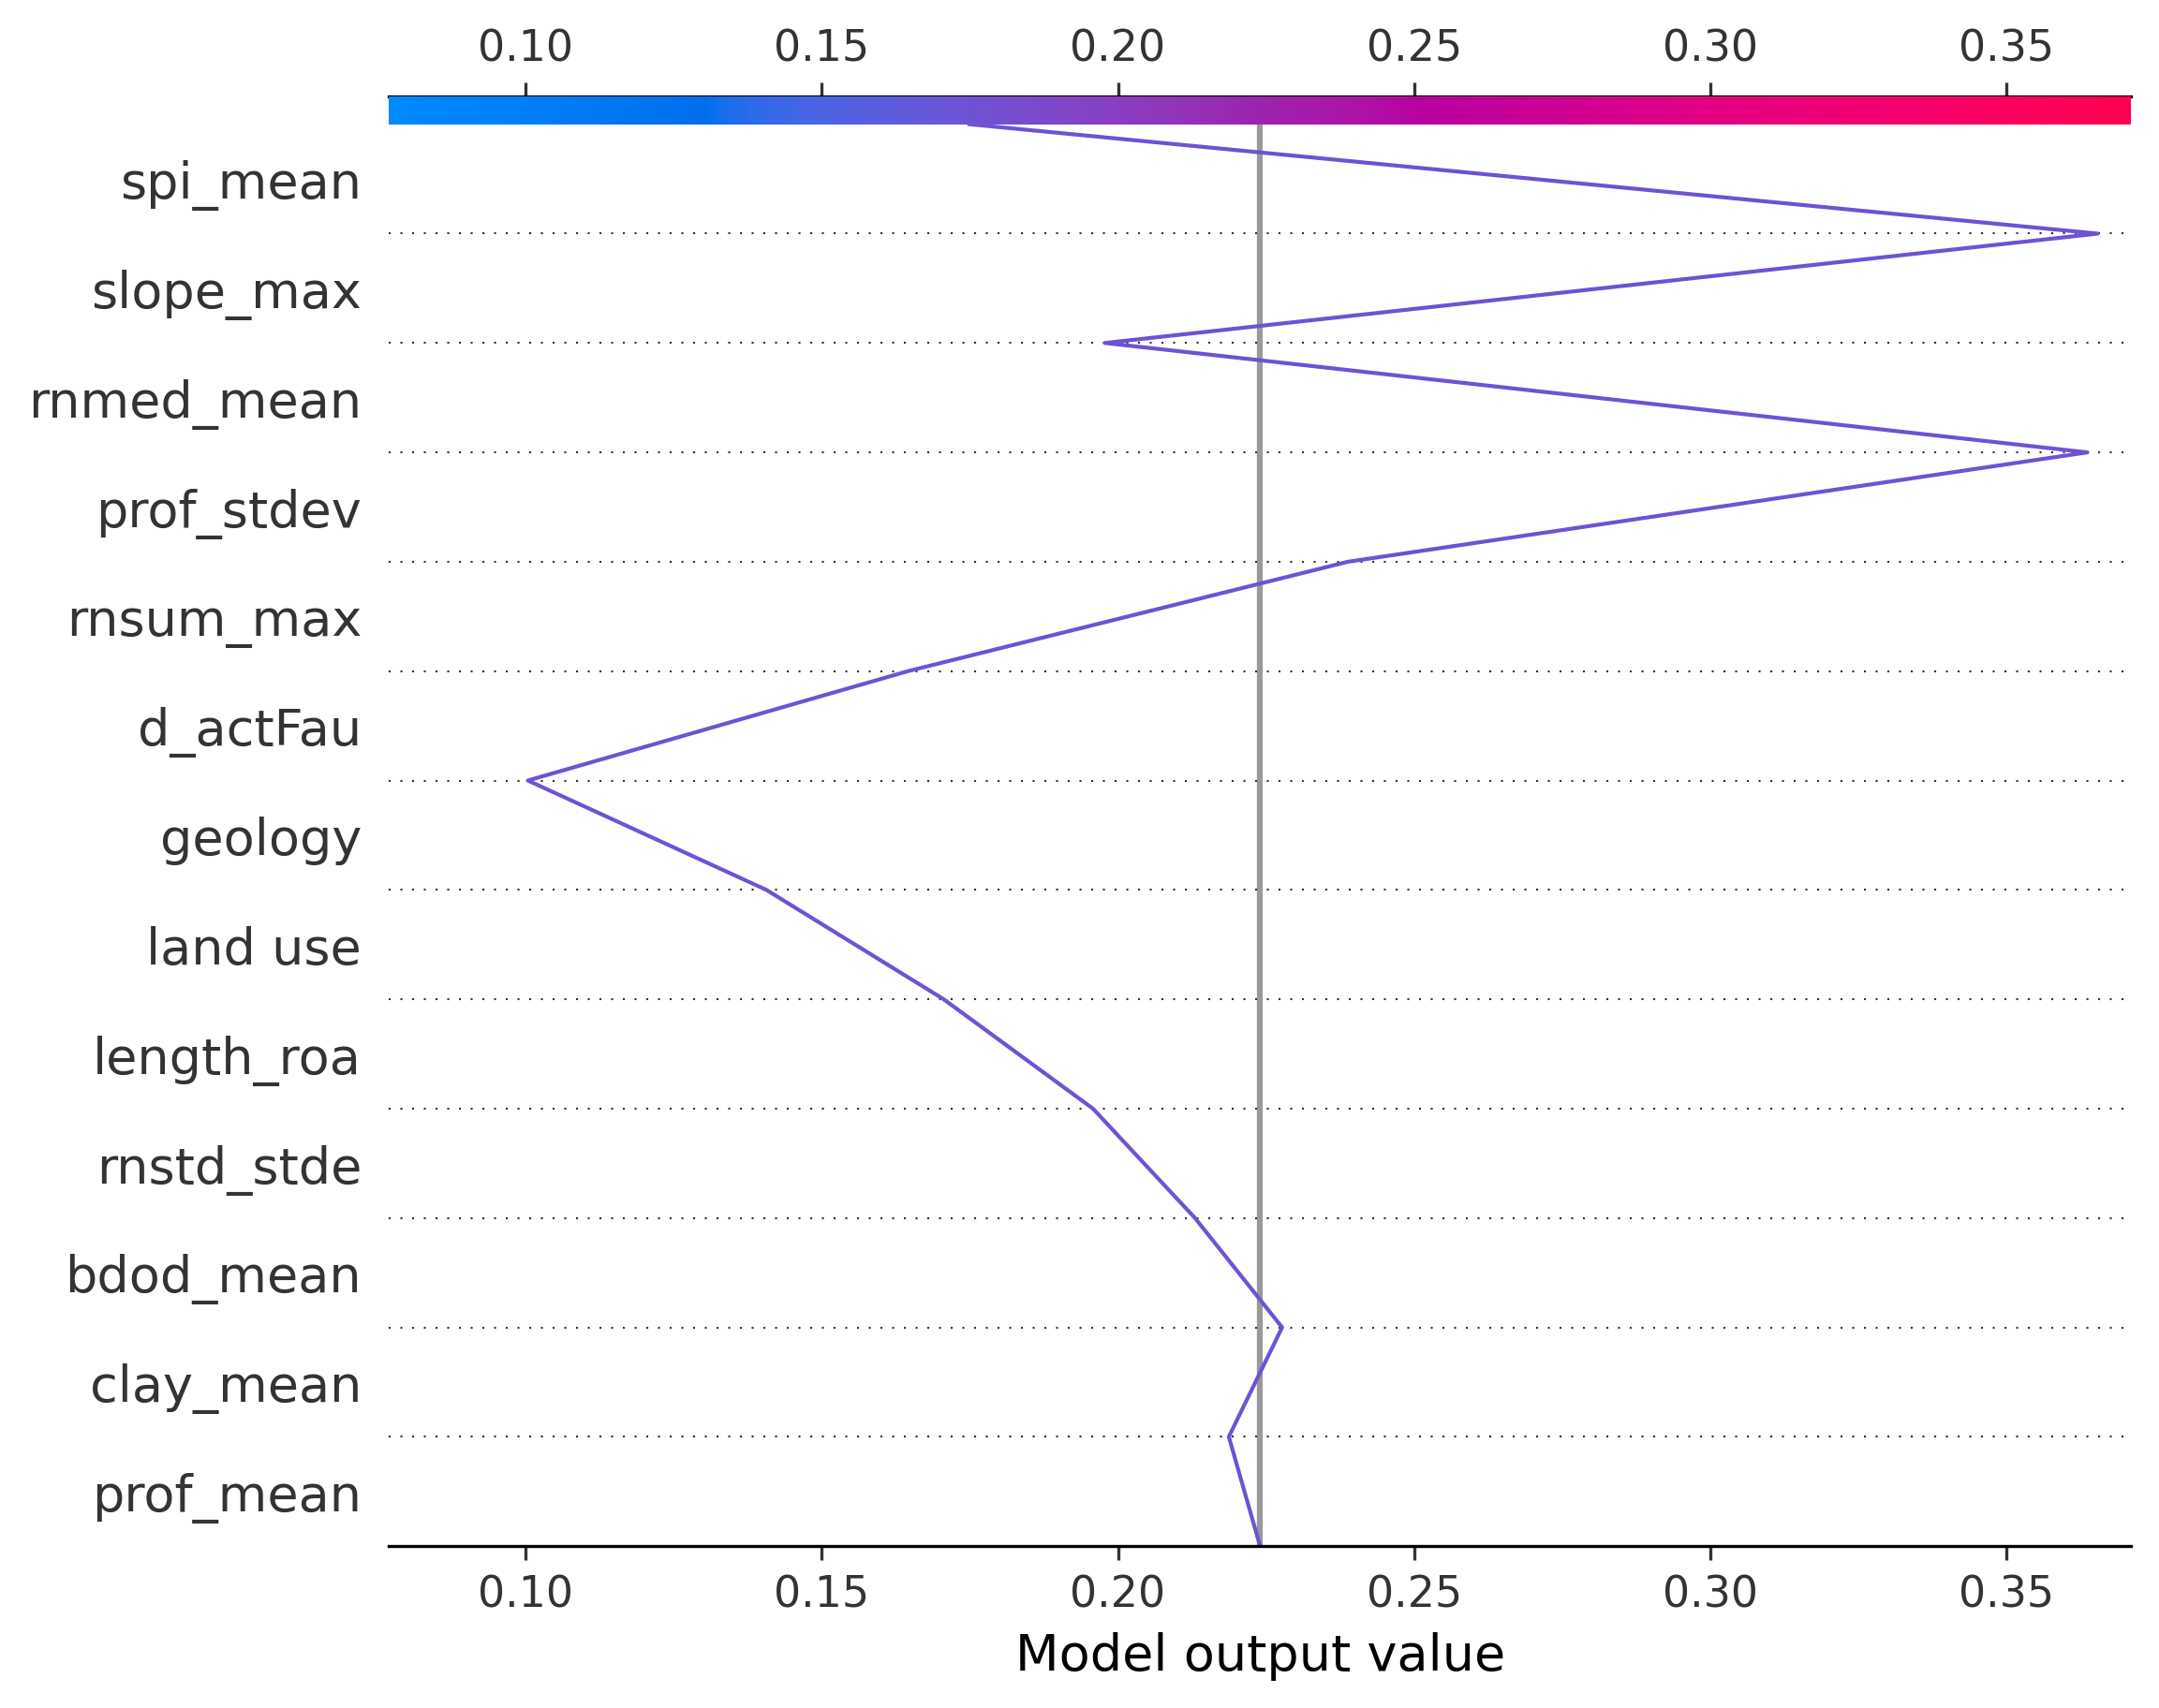 0.10 0.15 0.20 0.25 0.30 0.35
spi_mean
slope_max
rnmed_mean
prof_stdev
rnsum_max
d_actFau
geology
land use
length_roa
rnstd_stde
bdod_mean
clay_mean
prof_mean
0.10 0.15 0.20 0.25 0.30 0.35
Model output value